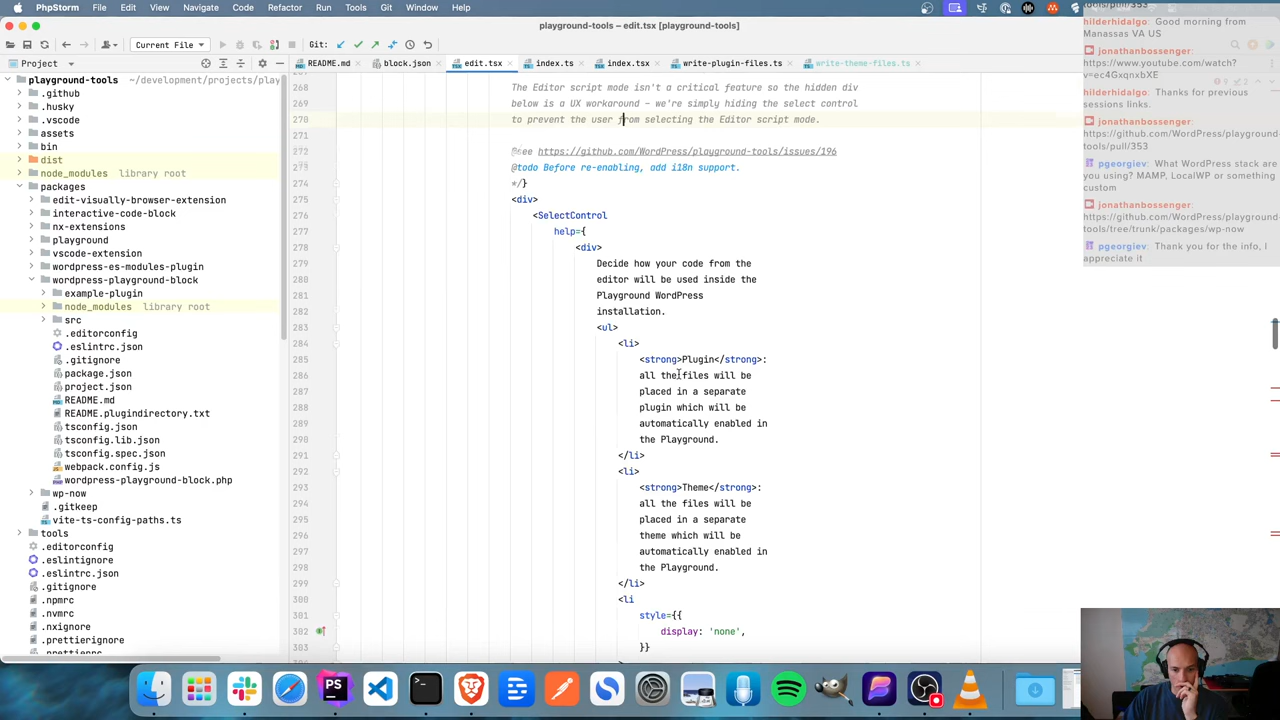 PhpStorm File Edit View Navigate Code Refactor Run Tools Git Window Help
playground-tools – edit.tsx [playground-tools]
Current File
Git:
Project
README.md
block.json
edit.tsx
index.ts
index.tsx
write-plugin-files.ts
write-theme-files.ts
playground-tools ~/development/projects/play
.github
.husky
.vscode
assets
bin
dist
node_modules library root
packages
edit-visually-browser-extension
interactive-code-block
nx-extensions
playground
vscode-extension
wordpress-es-modules-plugin
wordpress-playground-block
example-plugin
node_modules library root
src
.editorconfig
.eslintrc.json
.gitignore
package.json
project.json
README.md
README.plugindirectory.txt
tsconfig.json
tsconfig.lib.json
tsconfig.spec.json
webpack.config.js
wordpress-playground-block.php
wp-now
.gitkeep
vite-ts-config-paths.ts
tools
.editorconfig
.eslintignore
.eslintrc.json
.gitignore
.npmrc
.nvmrc
.nxignore
.prettierignore
268 The Editor script mode isn't a critical feature so the hidden div
269 below is a UX workaround – we're simply hiding the select control
270 to prevent the user from selecting the Editor script mode.
271
272 @see https://github.com/WordPress/playground-tools/issues/196
273 @todo Before re-enabling, add i18n support.
274 */}
275 <div>
276 <SelectControl
277 help={
278 <div>
279 Decide how your code from the
280 editor will be used inside the
281 Playground WordPress
282 installation.
283 <ul>
284 <li>
285 <strong>Plugin</strong>:
286 all the files will be
287 placed in a separate
288 plugin which will be
289 automatically enabled in
290 the Playground.
291 </li>
292 <li>
293 <strong>Theme</strong>:
294 all the files will be
295 placed in a separate
296 theme which will be
297 automatically enabled in
298 the Playground.
299 </li>
300 <li
301 style={{
302 display: 'none',
303 }}
tools/pull/353
hilderhidalgo: Good morning from
Manassas VA US
jonathanbossenger:
https://www.youtube.com/watch?
v=ec4GxqnxbXE
hilderhidalgo: Thanks for previous
sessions links.
jonathanbossenger:
https://github.com/WordPress/playground-
tools/pull/353
pgeorgiev: What WordPress stack are
you using? MAMP, LocalWP or something
custom
jonathanbossenger:
https://github.com/WordPress/playground-
tools/tree/trunk/packages/wp-now
pgeorgiev: Thank you for the info, I
appreciate it